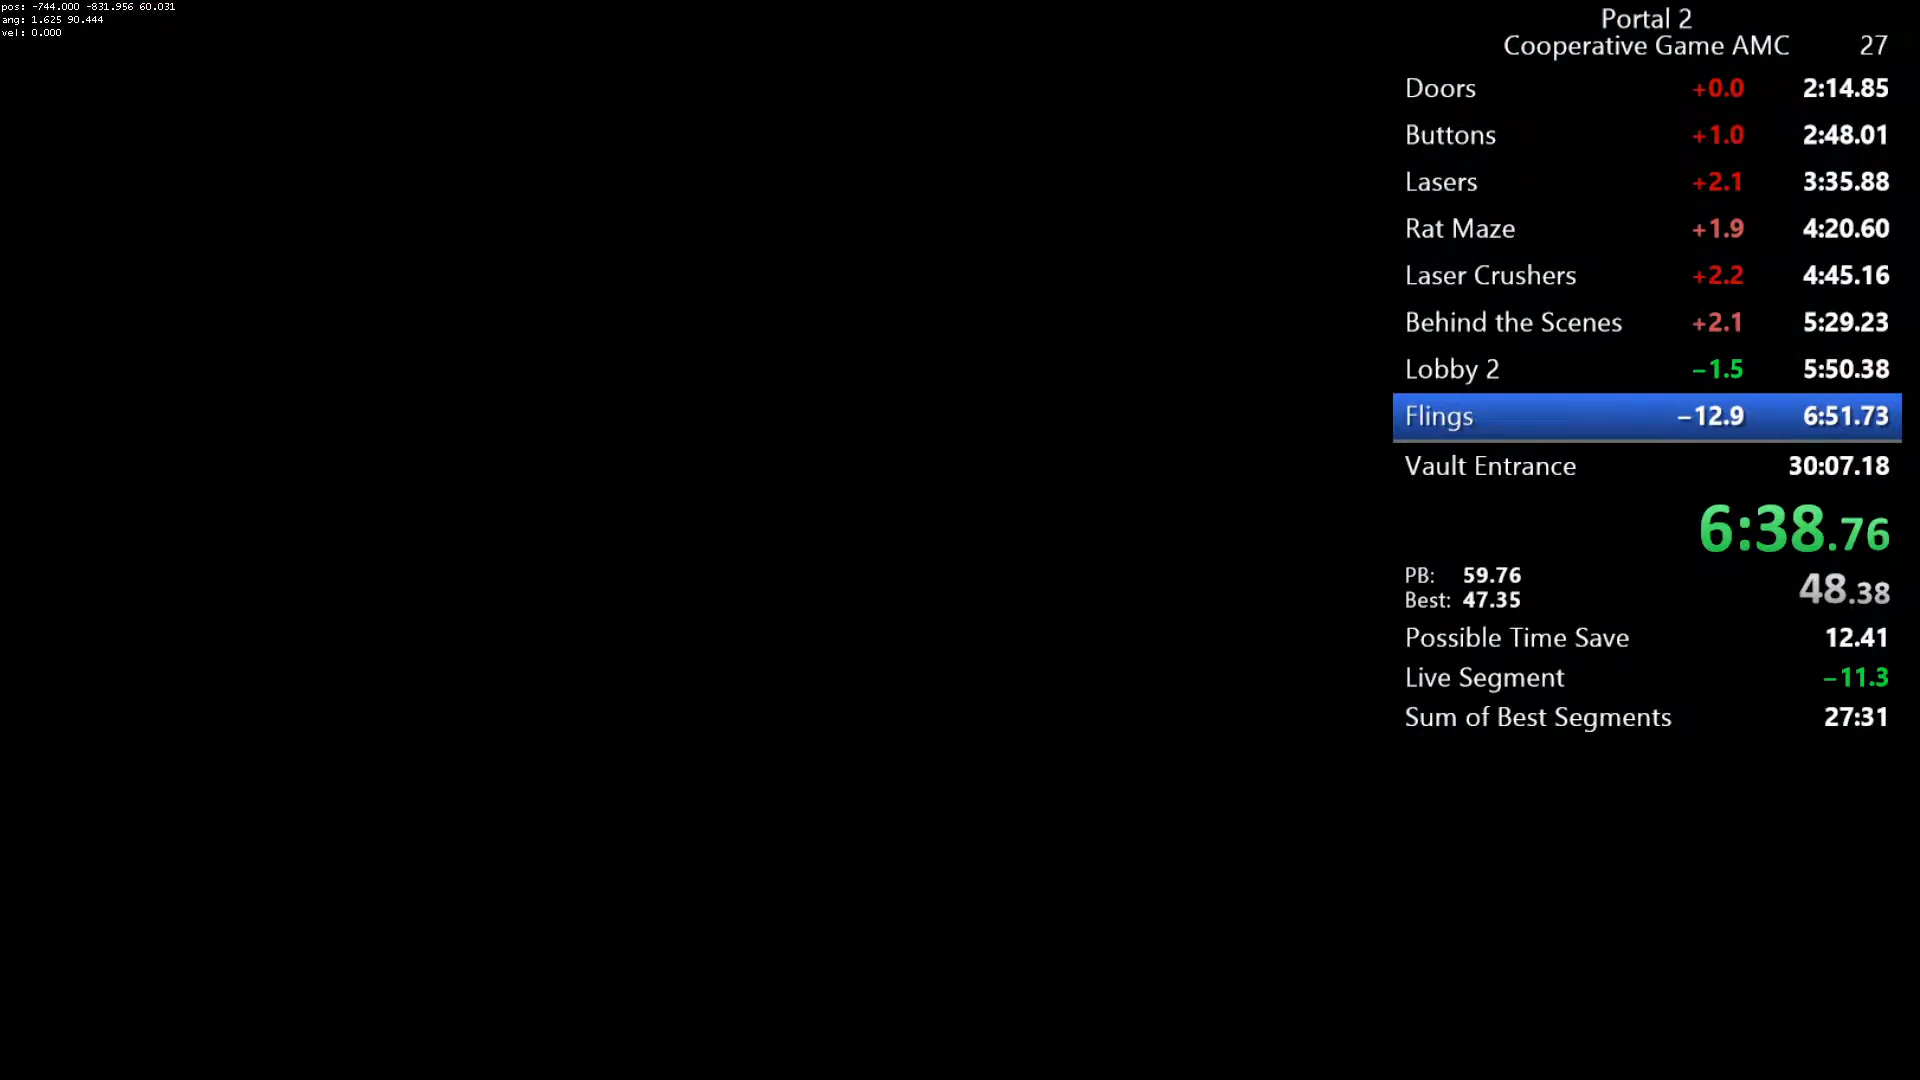 pos: -744.000 -831.956 60.031
ang: 1.625 90.444
vel: 0.000
Portal 2
Cooperative Game AMC 27
Doors +0.0 2:14.85
Buttons +1.0 2:48.01
Lasers +2.1 3:35.88
Rat Maze +1.9 4:20.60
Laser Crushers +2.2 4:45.16
Behind the Scenes +2.1 5:29.23
Lobby 2 −1.5 5:50.38
Flings −12.9 6:51.73
Vault Entrance 30:07.18
6:38.76
PB: 59.76
48.38
Best: 47.35
Possible Time Save 12.41
Live Segment −11.3
Sum of Best Segments 27:31